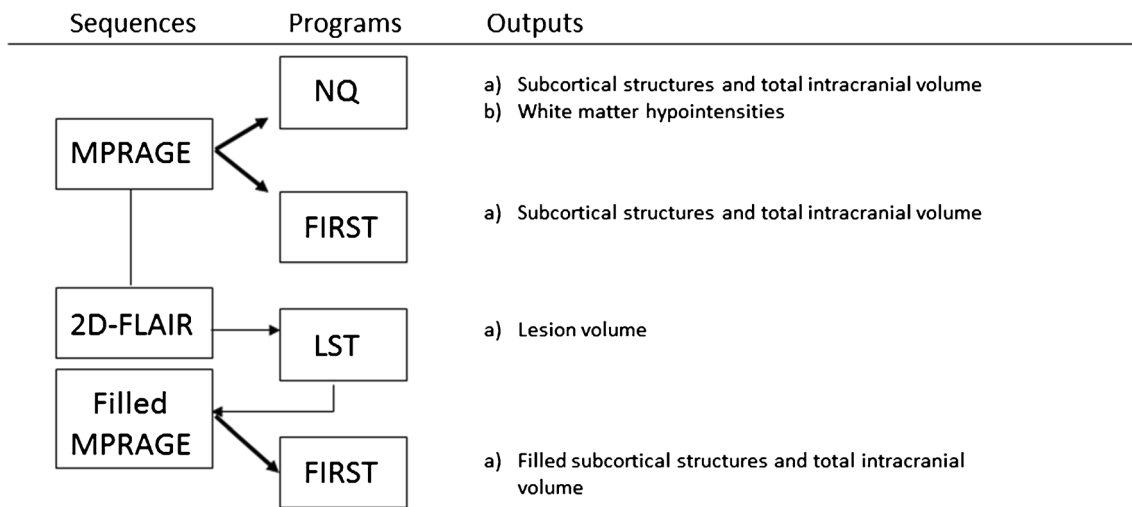 Sequences Programs Outputs
NQ
a) Subcortical structures and total intracranial volume
b) White matter hypointensities
MPRAGE
FIRST
a) Subcortical structures and total intracranial volume
2D-FLAIR
LST
a) Lesion volume
Filled
MPRAGE
FIRST
a) Filled subcortical structures and total intracranial
volume